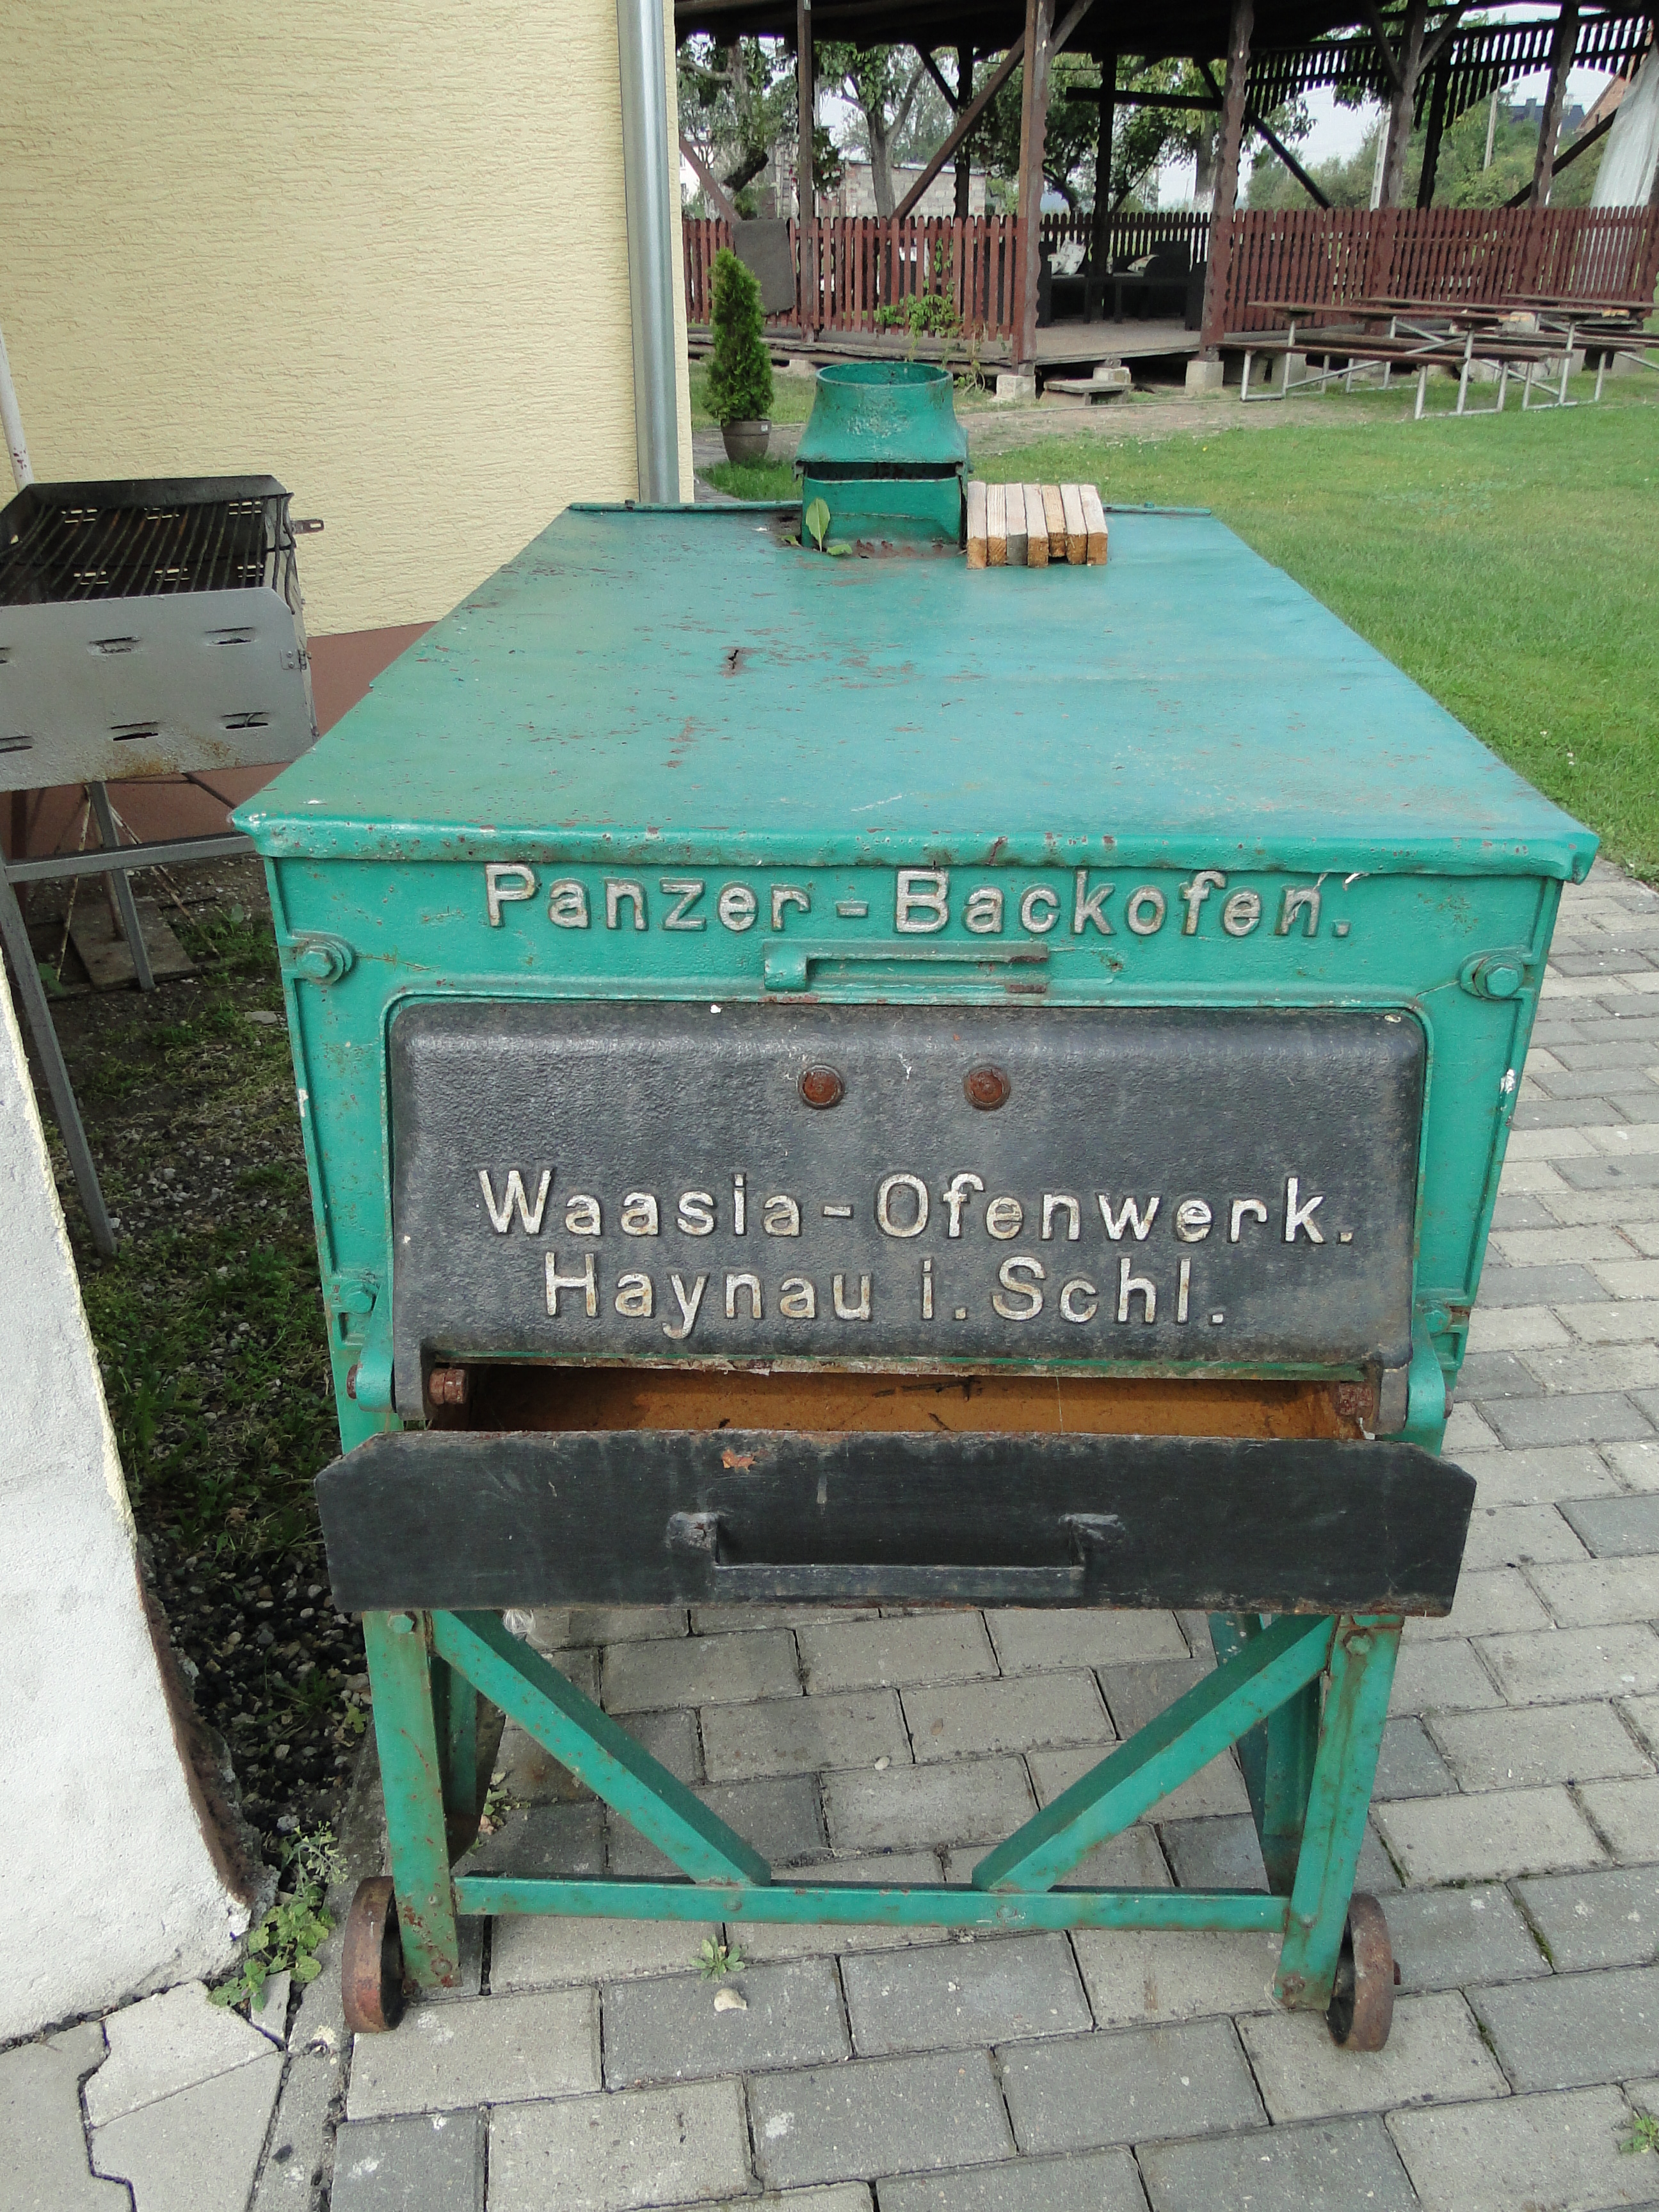 Panzer-Backofen.
Waasia-Ofenwerk.
Haynau i. Schl.